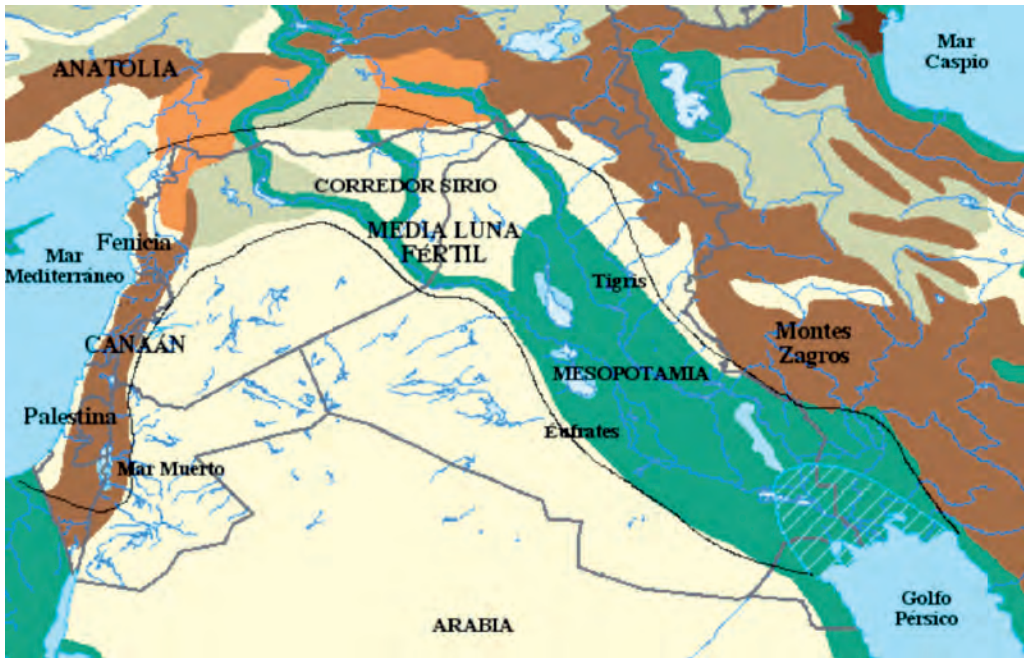 Mar
Caspio
ANATOLIA
CORREDOR SIRIO
MEDIA LUNA
FÉRTIL
Fenicia
Mar
Mediterráneo
Tigris
Montes
Zagros
CANAÁN
MESOPOTAMIA
Palestina
Éufrates
Mar Muerto
Golfo
Pérsico
ARABIA